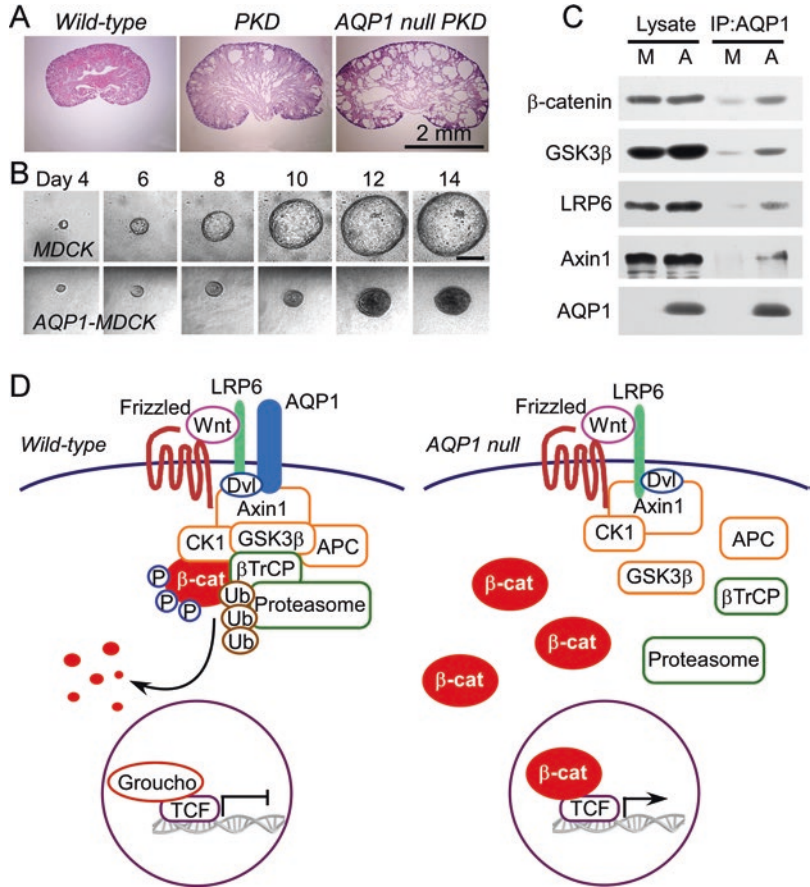 A
Wild-type PKD AQP1 null PKD
2 mm
B
Day 4 6 8 10 12 14
MDCK
AQP1-MDCK
C
Lysate IP:AQP1
M A M A
β-catenin
GSK3β
LRP6
Axin1
AQP1
D
Wild-type
Frizzled
LRP6
AQP1
Wnt
Dvl
Axin1
CK1
GSK3β
APC
β-cat
βTrCP
P
P
P
Ub
Ub
Ub
Proteasome
Groucho
TCF
AQP1 null
Frizzled
LRP6
Wnt
Dvl
Axin1
CK1
APC
GSK3β
βTrCP
β-cat
β-cat
β-cat
Proteasome
β-cat
TCF